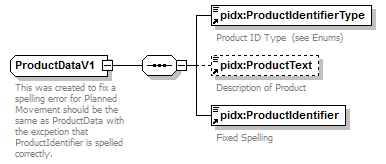 pidx:ProductIdentifierType
Product ID Type (see Enums)
ProductDataV1
This was created to fix a
spelling error for Planned
Movement should be the
same as ProductData with
the excpetion that
ProductIdentifier is spelled
correctly.
pidx:ProductText
Description of Product
pidx:ProductIdentifier
Fixed Spelling